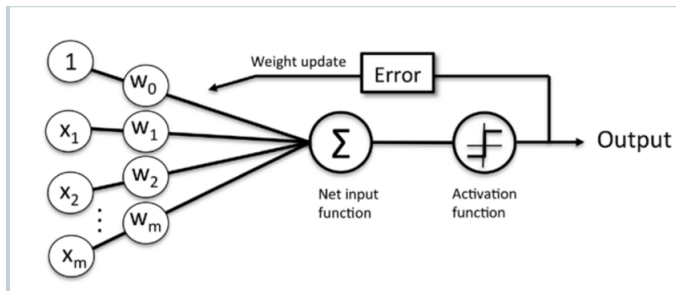 1
w₀
Weight update
Error
x₁
w₁
Σ
Output
x₂
w₂
Net input
function
Activation
function
⋮
wₘ
xₘ